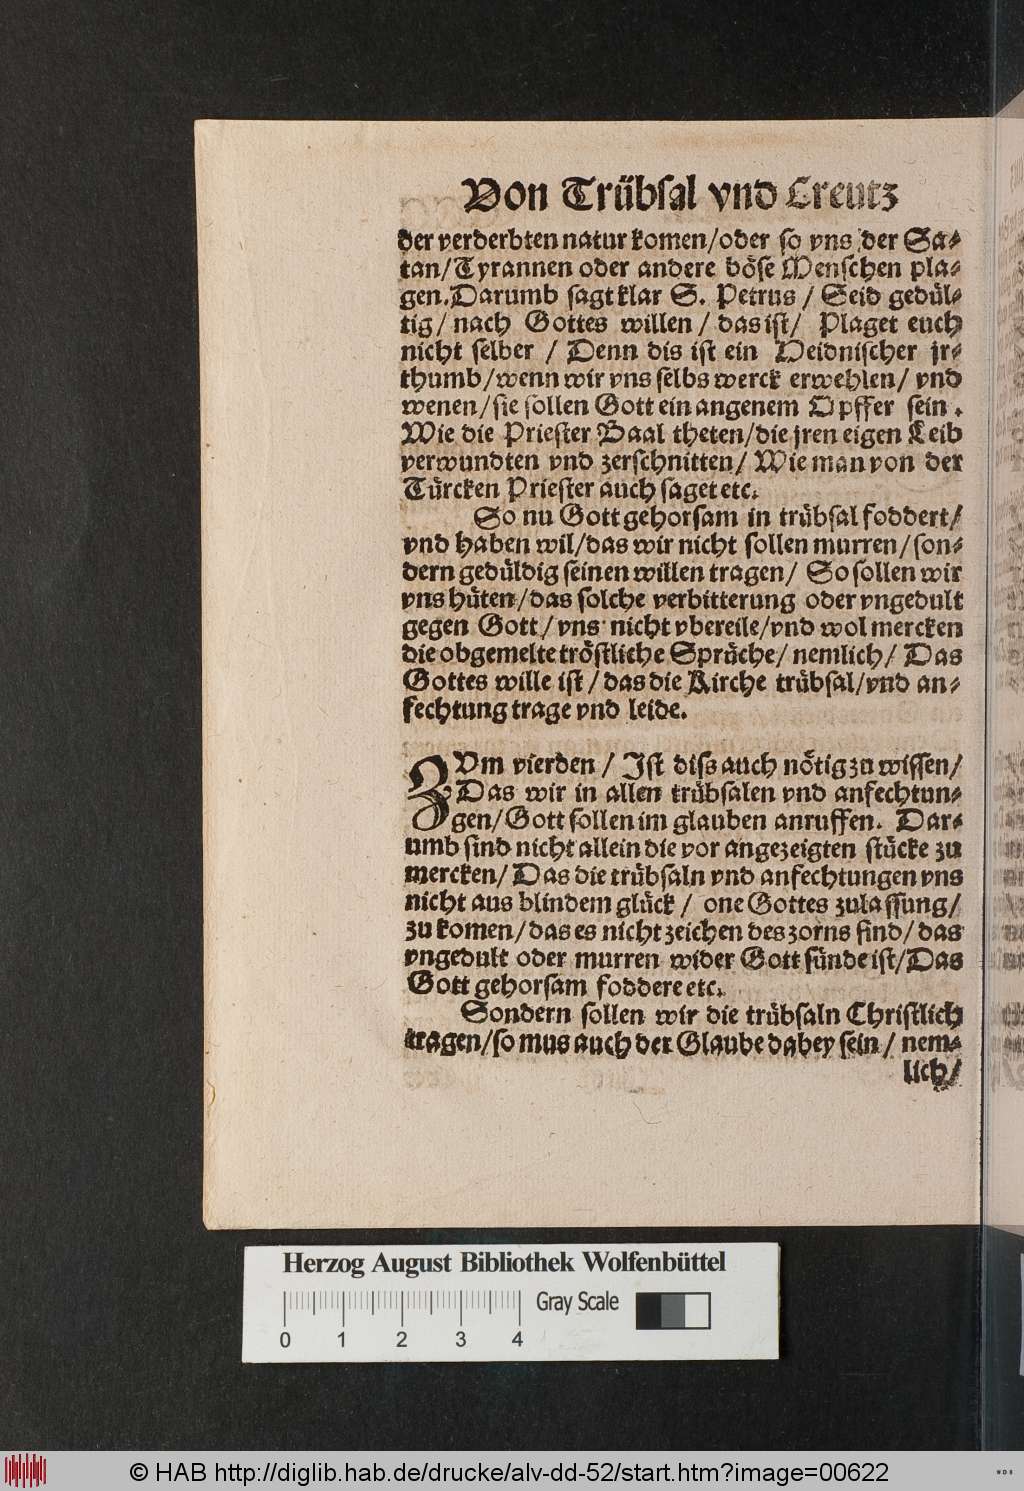 Von Trübsal vnd Creutz
der verderbten natur komen/oder so vns der Sa-
tan/Tyrannen oder andere böse Menschen pla-
gen. Darumb sagt klar S. Petrus / Seid gedül-
tig/ nach Gottes willen / das ist/ Plaget euch
nicht selber / Denn dis ist ein Heidnischer jr-
thumb/wenn wir vns selbs werck erwehlen/ vnd
wenen/sie sollen Gott ein angenem Opffer sein.
Wie die Priester Baal theten/die jren eigen Leib
verwundten vnd zerschnitten/ Wie man von der
Türcken Priester auch saget etc.
So nu Gott gehorsam in trübsal foddert/
vnd haben wil/das wir nicht sollen murren/son-
dern gedüldig seinen willen tragen/ So sollen wir
vns hüten/das solche verbitterung oder vngedult
gegen Gott/vns nicht vbereile/vnd wol mercken
die obgemelte tröstliche Sprüche/ nemlich/ Das
Gottes wille ist/das die Kirche trübsal/vnd an-
fechtung trage vnd leide.
ZVm vierden / Ist diss auch nötig zu wissen/
Das wir in allen trübsalen vnd anfechtun-
gen/Gott sollen im glauben anruffen. Dar-
umb sind nicht allein die vor angezeigten stücke zu
mercken/ Das die trübsaln vnd anfechtungen vns
nicht aus blindem glück / one Gottes zulassung/
zu komen/das es nicht zeichen des zorns sind/das
vngedult oder murren wider Gott sünde ist/Das
Gott gehorsam foddere etc.
Sondern sollen wir die trübsaln Christlich
tragen/so mus auch der Glaube dabey sein/ nem-
lich/
Herzog August Bibliothek Wolfenbüttel
0 1 2 3 4 Gray Scale
© HAB http://diglib.hab.de/drucke/alv-dd-52/start.htm?image=00622